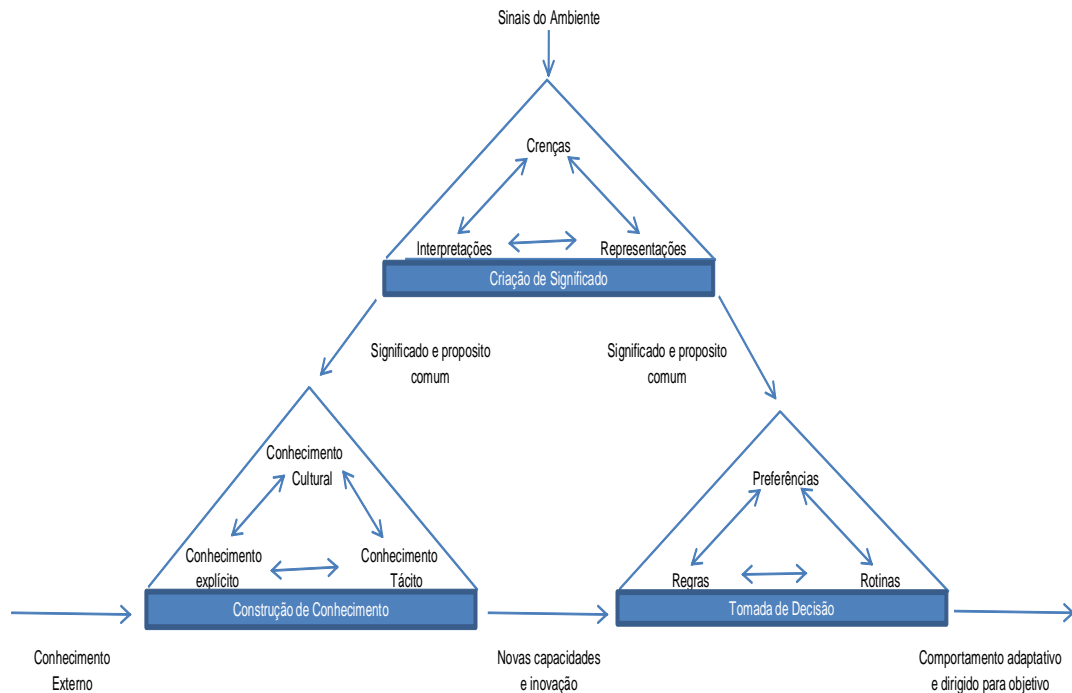 Sinais do Ambiente
Crenças
Interpretações
Representações
Criação de Significado
Significado e proposito
comum
Significado e proposito
comum
Conhecimento
Cultural
Conhecimento
explícito
Conhecimento
Tácito
Construção de Conhecimento
Preferências
Regras
Rotinas
Tomada de Decisão
Conhecimento
Externo
Novas capacidades
e inovação
Comportamento adaptativo
e dirigido para objetivo